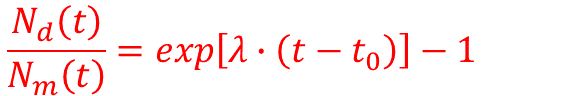 N_d(t)/N_m(t) = exp[λ · (t − t_0)] − 1